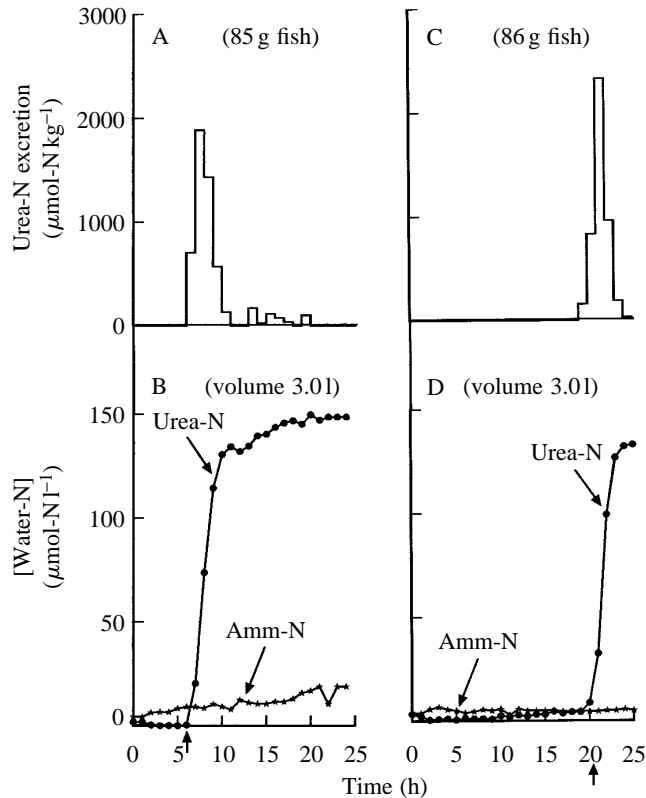 A (85 g fish)
C (86 g fish)
Urea-N excretion
(μmol-N kg⁻¹)
3000
2000
1000
0
B (volume 3.0 l)
D (volume 3.0 l)
Urea-N
Urea-N
[Water-N]
(μmol-N l⁻¹)
150
100
50
0
Amm-N
Amm-N
0 5 10 15 20 25
0 5 10 15 20 25
Time (h)